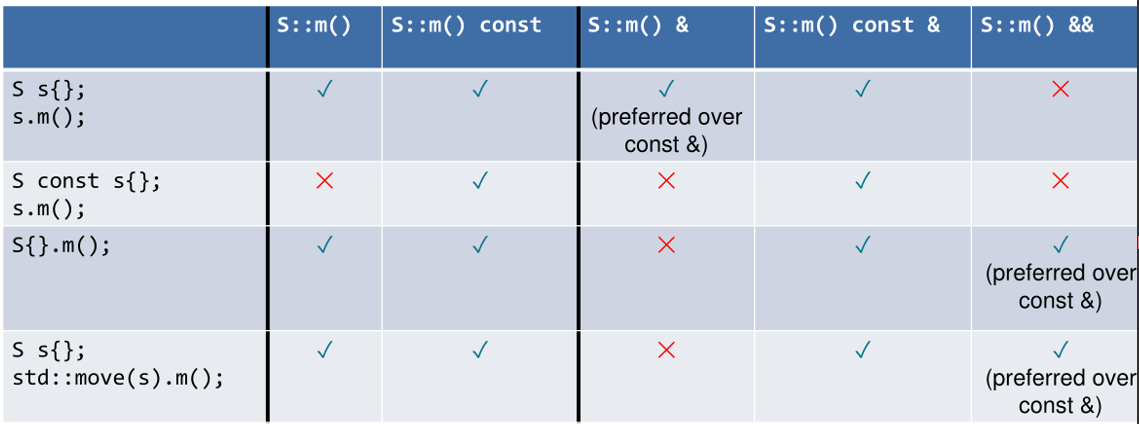 S::m() S::m() const S::m() & S::m() const & S::m() &&
S s{}; ✓ ✓ ✓ ✓ ✕
s.m(); (preferred over
const &)
S const s{}; ✕ ✓ ✕ ✓ ✕
s.m();
S{}.m(); ✓ ✓ ✕ ✓ ✓
(preferred over
const &)
S s{}; ✓ ✓ ✕ ✓ ✓
std::move(s).m(); (preferred over
const &)